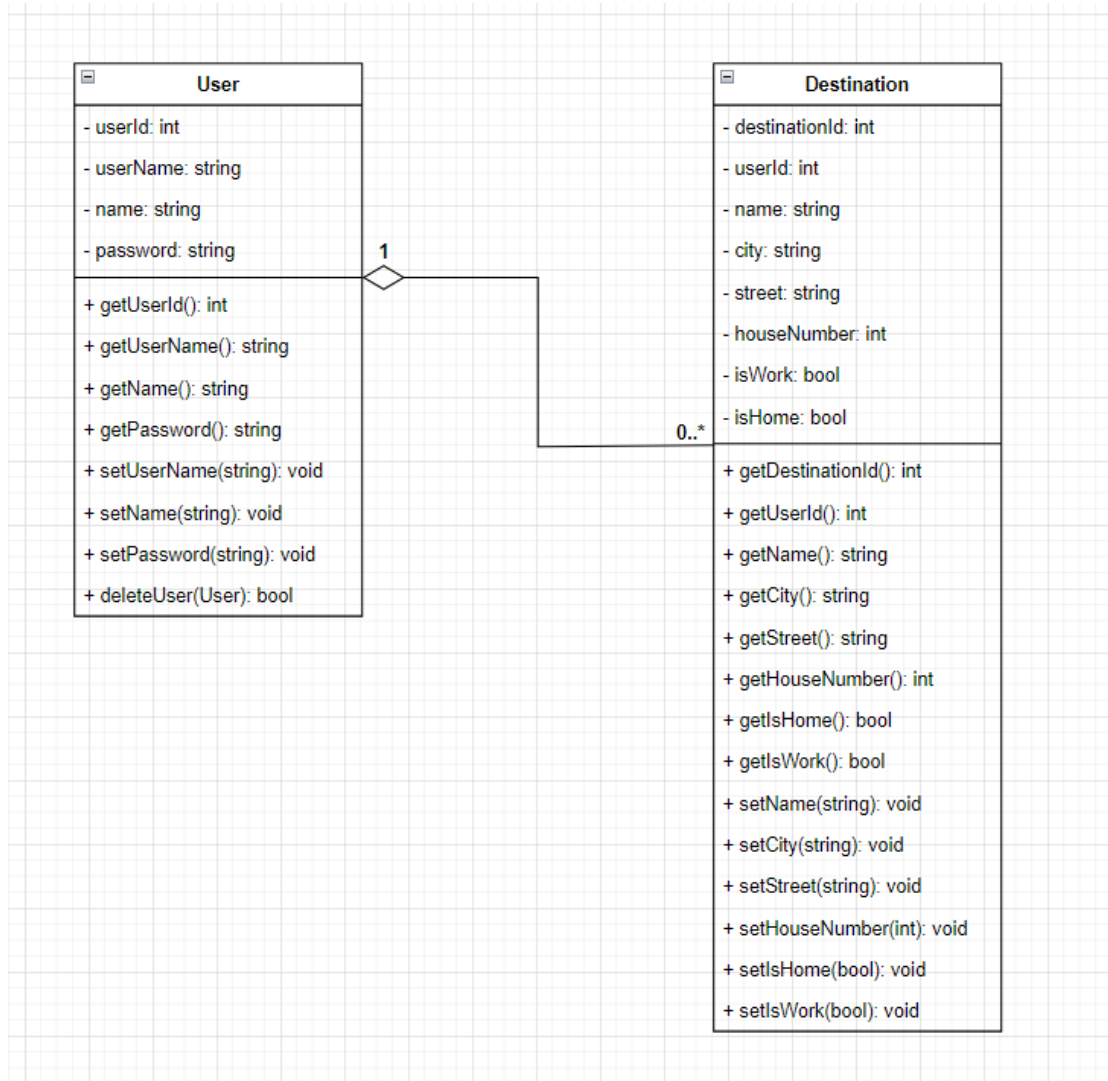 User
- userId: int
- userName: string
- name: string
- password: string
+ getUserId(): int
+ getUserName(): string
+ getName(): string
+ getPassword(): string
+ setUserName(string): void
+ setName(string): void
+ setPassword(string): void
+ deleteUser(User): bool
1
0..*
Destination
- destinationId: int
- userId: int
- name: string
- city: string
- street: string
- houseNumber: int
- isWork: bool
- isHome: bool
+ getDestinationId(): int
+ getUserId(): int
+ getName(): string
+ getCity(): string
+ getStreet(): string
+ getHouseNumber(): int
+ getIsHome(): bool
+ getIsWork(): bool
+ setName(string): void
+ setCity(string): void
+ setStreet(string): void
+ setHouseNumber(int): void
+ setIsHome(bool): void
+ setIsWork(bool): void